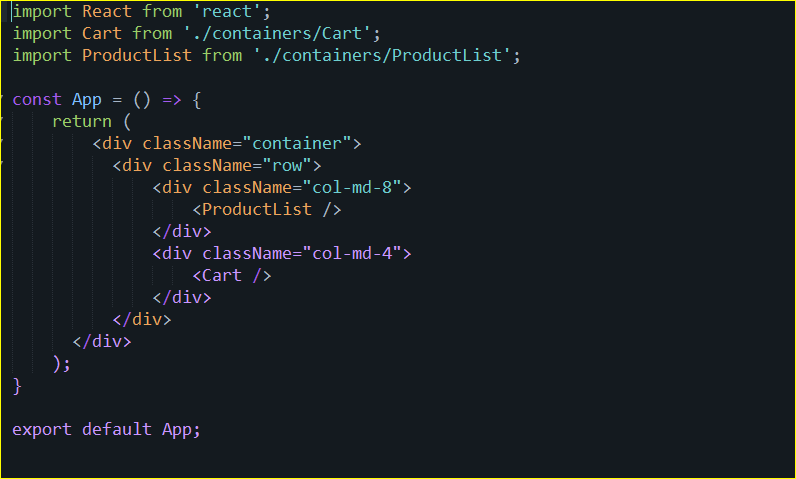 import React from 'react';
import Cart from './containers/Cart';
import ProductList from './containers/ProductList';
const App = () => {
return (
<div className="container">
<div className="row">
<div className="col-md-8">
<ProductList />
</div>
<div className="col-md-4">
<Cart />
</div>
</div>
</div>
);
}
export default App;